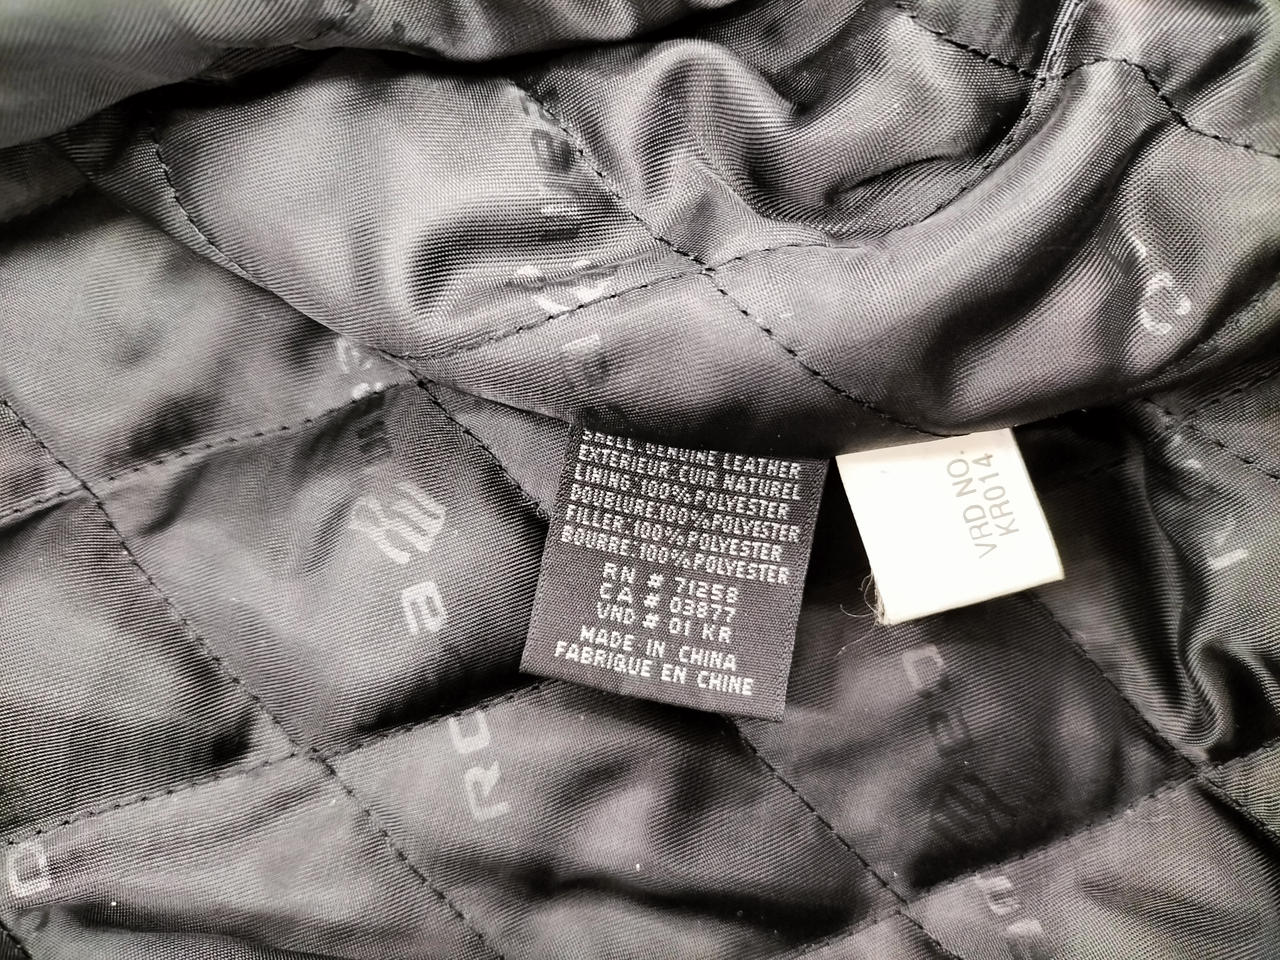 SHELL:GENUINE LEATHER
EXTERIEUR:CUIR NATUREL
LINING:100%POLYESTER
DOUBLURE:100%POLYESTER
FILLER:100%POLYESTER
BOURRE:100%POLYESTER
RN # 71258
CA # 03877
VND # 01 KR
MADE IN CHINA
FABRIQUE EN CHINE
VRD NO.
KR014